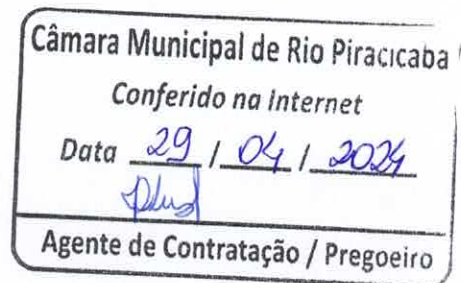 Câmara Municipal de Rio Piracicaba
Conferido na Internet
Data 29 / 04 / 2024
Agente de Contratação / Pregoeiro